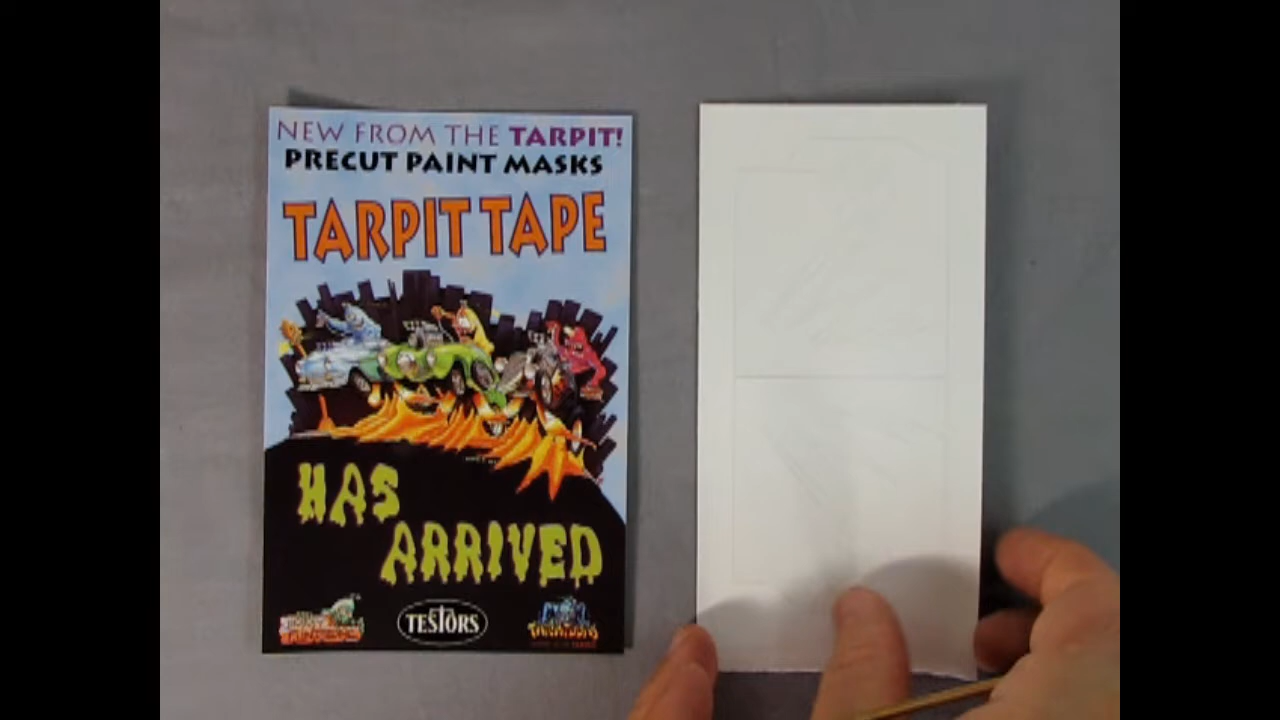 NEW FROM THE TARPIT!
PRECUT PAINT MASKS
TARPIT TAPE
HAS
ARRIVED
TESTORS